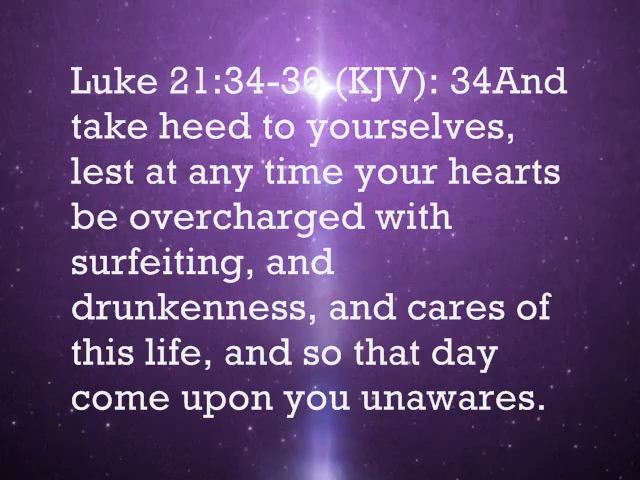 Luke 21:34-36 (KJV): 34And
take heed to yourselves,
lest at any time your hearts
be overcharged with
surfeiting, and
drunkenness, and cares of
this life, and so that day
come upon you unawares.